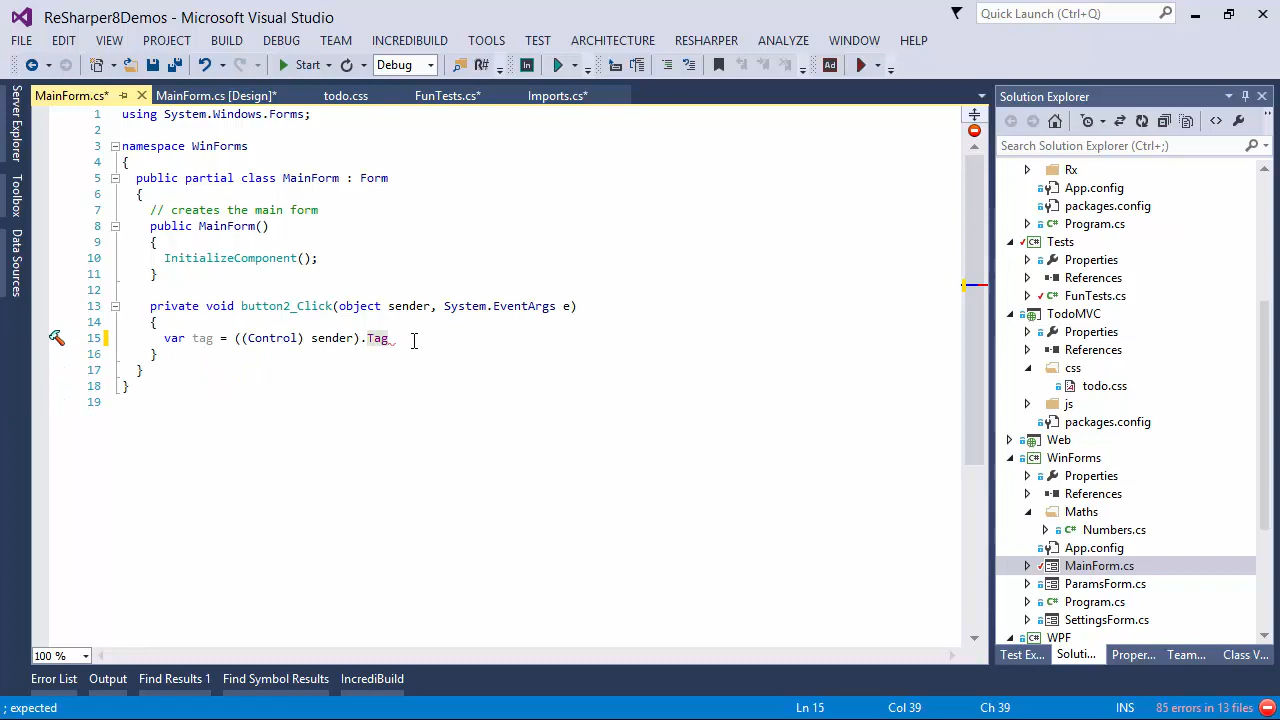 ReSharper8Demos - Microsoft Visual Studio
Quick Launch (Ctrl+Q)
FILE EDIT VIEW PROJECT BUILD DEBUG TEAM INCREDIBUILD TOOLS TEST ARCHITECTURE RESHARPER ANALYZE WINDOW HELP
Start Debug R# Ad
Server Explorer
Toolbox
Data Sources
MainForm.cs* MainForm.cs [Design]* todo.css FunTests.cs* Imports.cs*
1 using System.Windows.Forms;
2
3 namespace WinForms
4 {
5 public partial class MainForm : Form
6 {
7 // creates the main form
8 public MainForm()
9 {
10 InitializeComponent();
11 }
12
13 private void button2_Click(object sender, System.EventArgs e)
14 {
15 var tag = ((Control) sender).Tag
16 }
17 }
18 }
19
100 %
Solution Explorer
Search Solution Explorer (Ctrl+;)
Rx
App.config
packages.config
Program.cs
C# Tests
Properties
References
C# FunTests.cs
TodoMVC
Properties
References
css
todo.css
js
packages.config
Web
C# WinForms
Properties
References
Maths
C# Numbers.cs
App.config
MainForm.cs
ParamsForm.cs
C# Program.cs
SettingsForm.cs
WPF
Test Ex... Soluti... Proper... Team... Class V...
Error List Output Find Results 1 Find Symbol Results IncrediBuild
; expected Ln 15 Col 39 Ch 39 INS 85 errors in 13 files